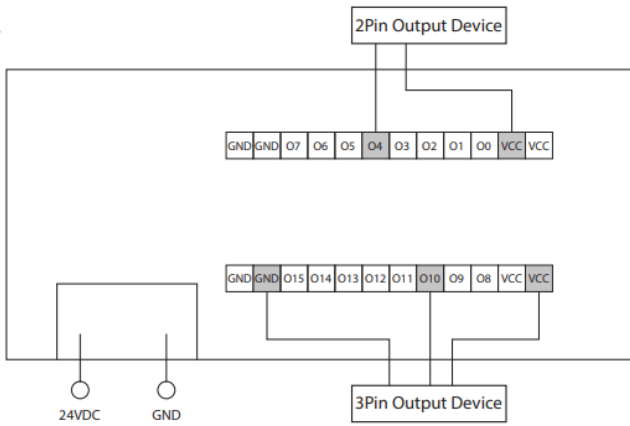 2Pin Output Device
GND GND O7 O6 O5 O4 O3 O2 O1 O0 VCC VCC
GND GND O15 O14 O13 O12 O11 O10 O9 O8 VCC VCC
24VDC GND
3Pin Output Device